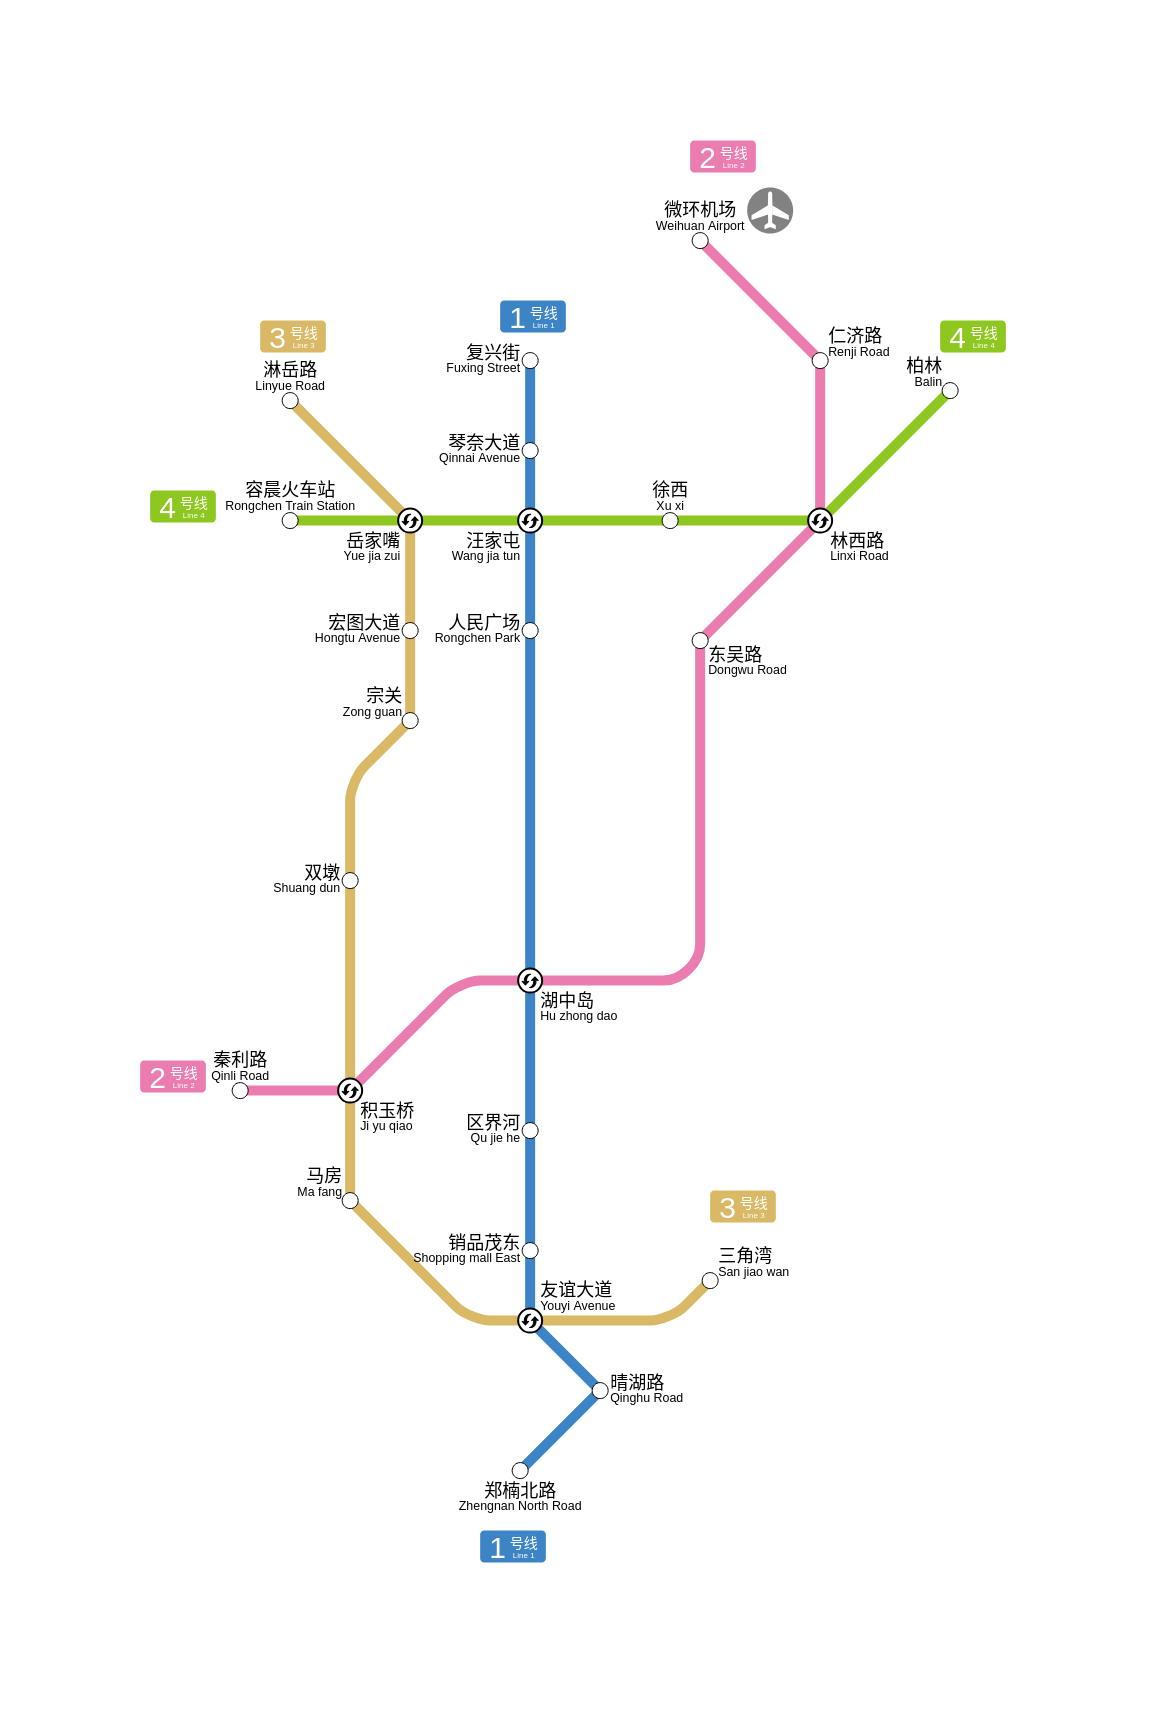 2 号线
Line 2
微环机场
Weihuan Airport
1 号线
Line 1
3 号线
Line 3
4 号线
Line 4
仁济路
Renji Road
复兴街
Fuxing Street
柏林
Balin
淋岳路
Linyue Road
琴奈大道
Qinnai Avenue
4 号线
Line 4
容晨火车站
Rongchen Train Station
徐西
Xu xi
岳家嘴
Yue jia zui
汪家屯
Wang jia tun
林西路
Linxi Road
宏图大道
Hongtu Avenue
人民广场
Rongchen Park
东吴路
Dongwu Road
宗关
Zong guan
双墩
Shuang dun
湖中岛
Hu zhong dao
2 号线
Line 2
秦利路
Qinli Road
积玉桥
Ji yu qiao
区界河
Qu jie he
马房
Ma fang
3 号线
Line 3
销品茂东
Shopping mall East
三角湾
San jiao wan
友谊大道
Youyi Avenue
晴湖路
Qinghu Road
郑楠北路
Zhengnan North Road
1 号线
Line 1